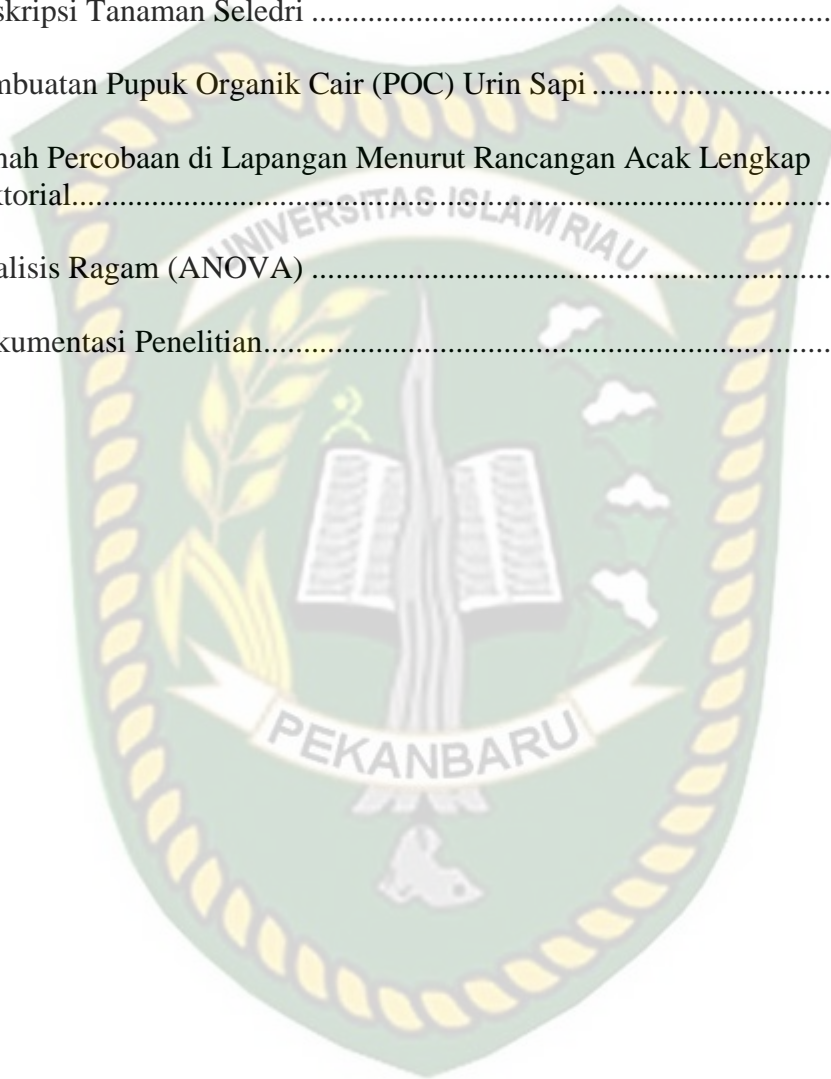 skripsi Tanaman Seledri ....................................................................
mbuatan Pupuk Organik Cair (POC) Urin Sapi ..............................
nah Percobaan di Lapangan Menurut Rancangan Acak Lengkap
ktorial.................................................................................................
alisis Ragam (ANOVA) ...................................................................
kumentasi Penelitian.........................................................................
UNIVERSITAS ISLAM RIAU
PEKANBARU